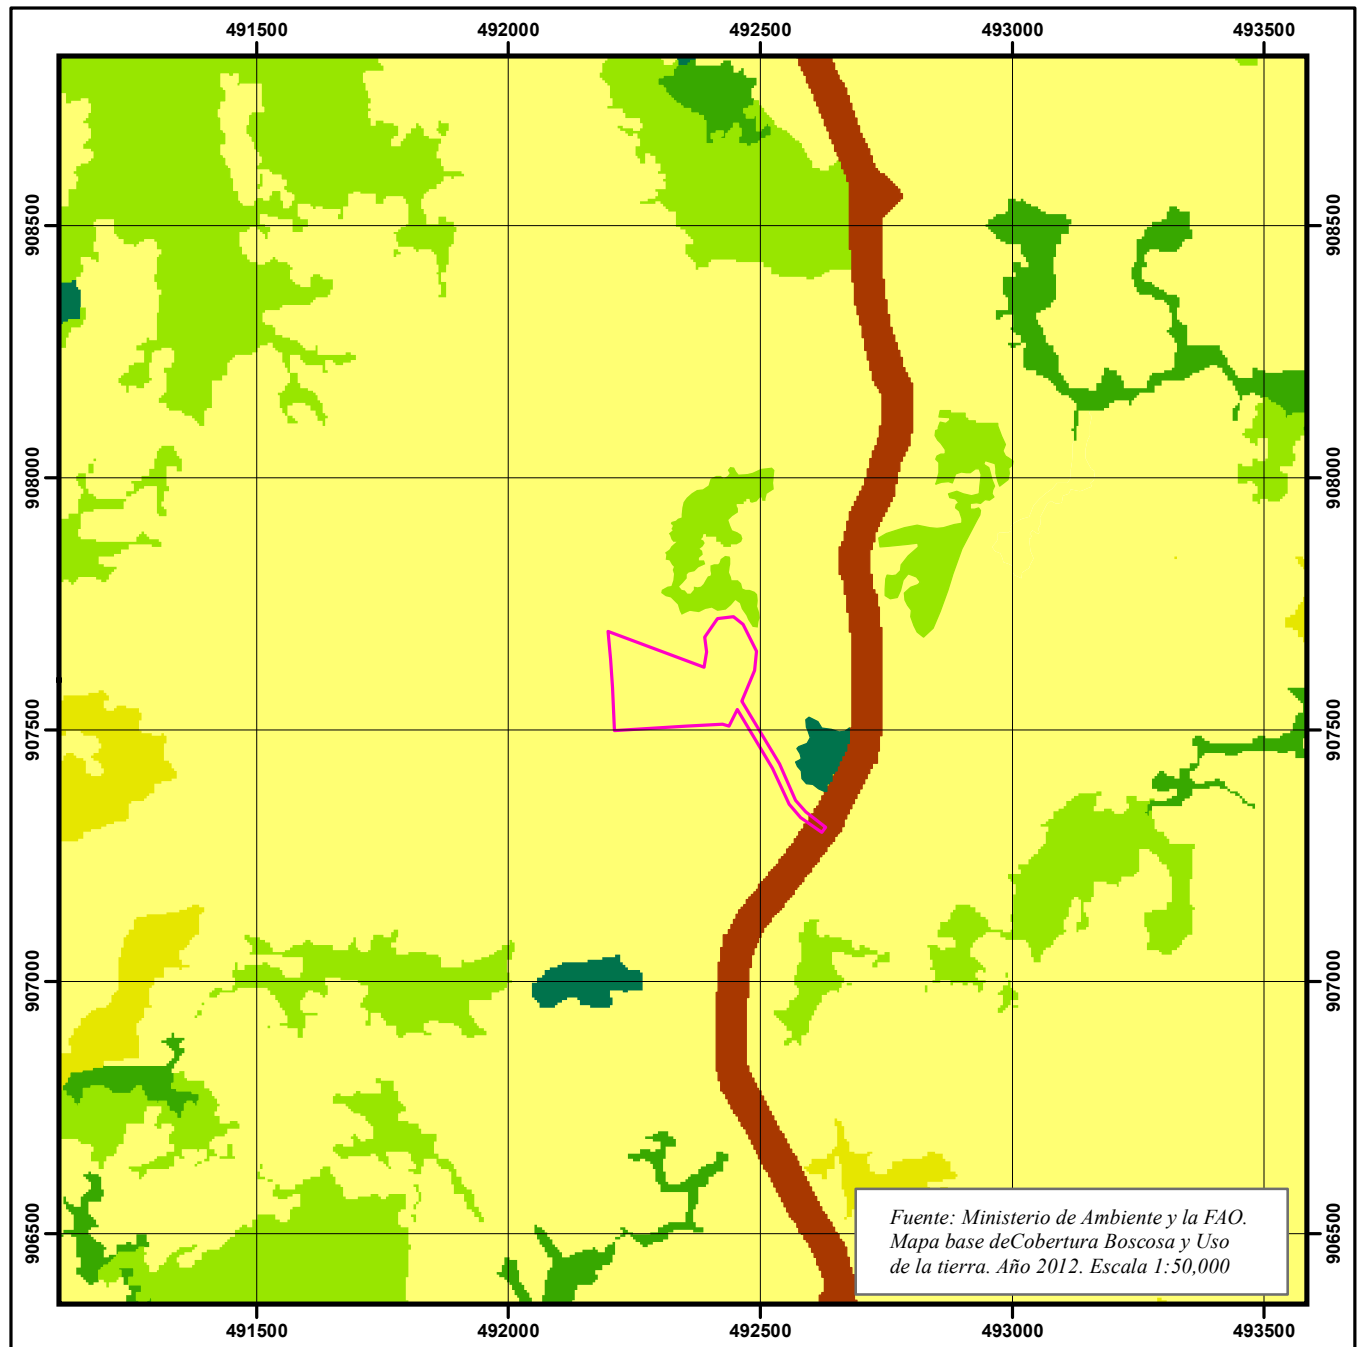 491500 492000 492500 493000 493500
908500 908500
908000 908000
907500 907500
907000 907000
906500 906500
Fuente: Ministerio de Ambiente y la FAO.
Mapa base deCobertura Boscosa y Uso
de la tierra. Año 2012. Escala 1:50,000
491500 492000 492500 493000 493500